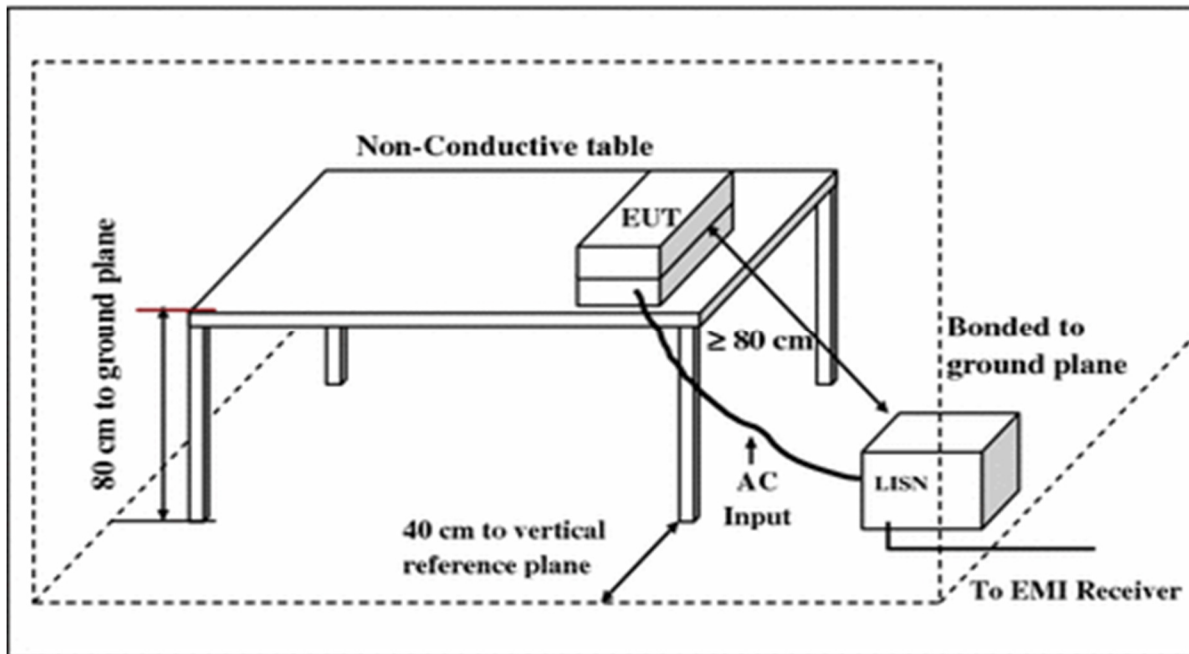 Non-Conductive table
EUT
80 cm to ground plane
≥ 80 cm
Bonded to
ground plane
LISN
AC
Input
40 cm to vertical
reference plane
To EMI Receiver